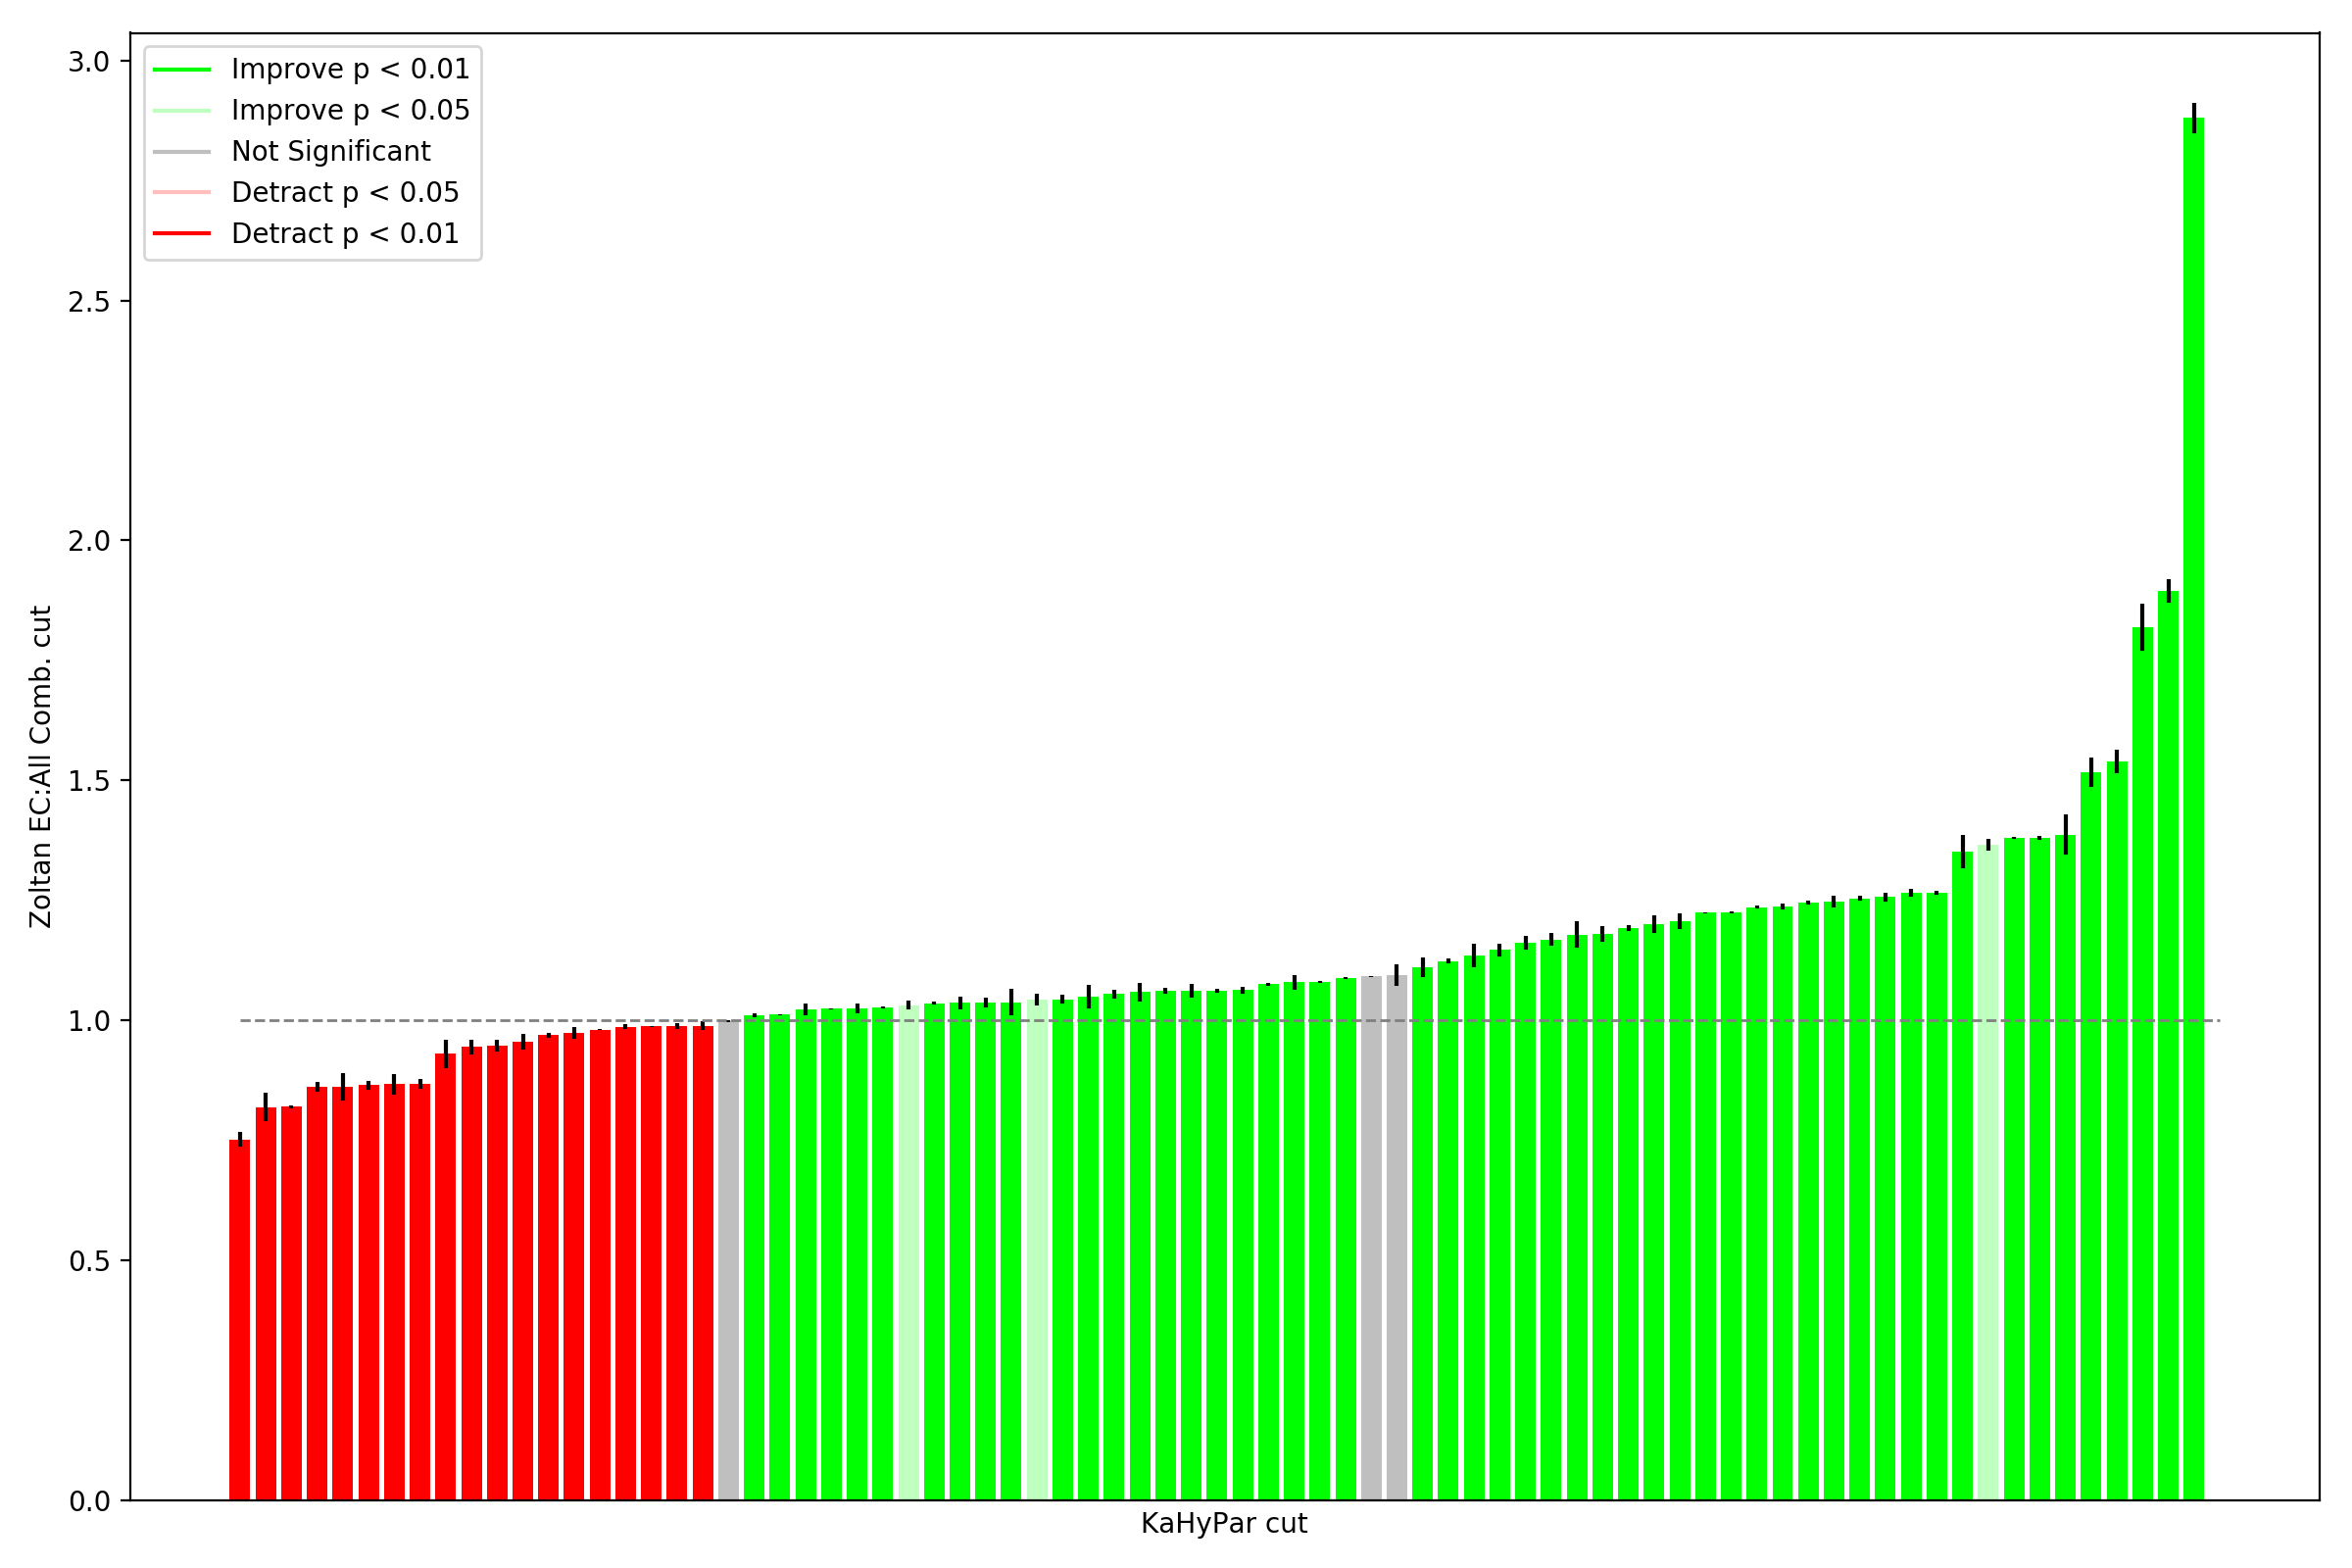 3.0
2.5
2.0
1.5
1.0
0.5
0.0
Zoltan EC:All Comb. cut
Improve p < 0.01
Improve p < 0.05
Not Significant
Detract p < 0.05
Detract p < 0.01
KaHyPar cut